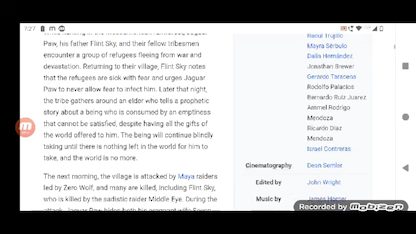 7:27
Paw, his father Flint Sky, and their fellow tribesmen
encounter a group of refugees fleeing from war and
devastation. Returning to their village, Flint Sky notes
that the refugees are sick with fear and urges Jaguar
Paw to never allow fear to infect him. Later that night,
the tribe gathers around an elder who tells a prophetic
story about a being who is consumed by an emptiness
that cannot be satisfied, despite having all the gifts of
the world offered to him. The being will continue blindly
taking until there is nothing left in the world for him to
take, and the world is no more.
The next morning, the village is attacked by Maya raiders
led by Zero Wolf, and many are killed, including Flint Sky,
who is killed by the sadistic raider Middle Eye. During the
Raoul Trujillo
Mayra Sérbulo
Dalia Hernández
Jonathan Brewer
Gerardo Taracena
Rodolfo Palacios
Bernardo Ruiz Juarez
Ammel Rodrigo
Mendoza
Ricardo Diaz
Mendoza
Israel Contreras
Cinematography Dean Semler
Edited by John Wright
Music by James Horner
Recorded by Mobizen